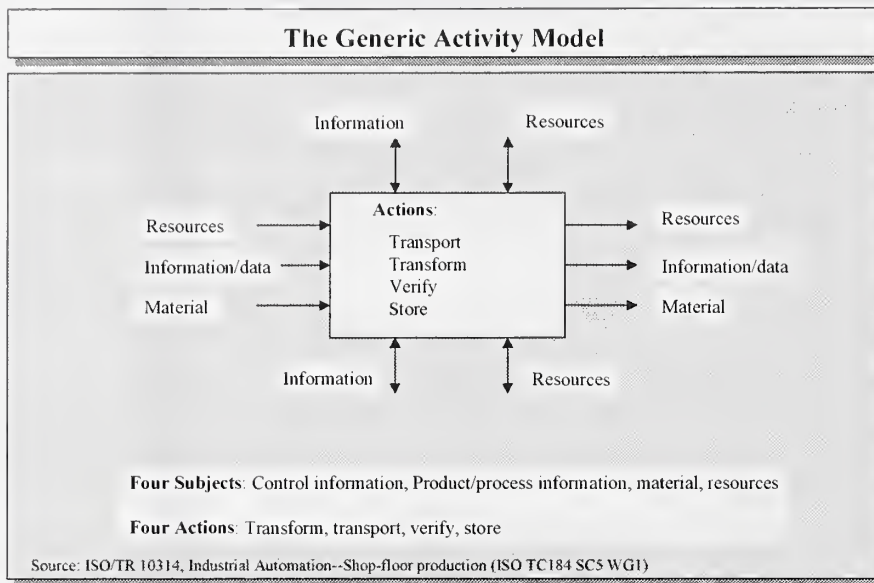 The Generic Activity Model
Information
Resources
Resources
Information/data
Material
Actions:
Transport
Transform
Verify
Store
Resources
Information/data
Material
Information
Resources
Four Subjects: Control information, Product/process information, material, resources
Four Actions: Transform, transport, verify, store
Source: ISO/TR 10314, Industrial Automation--Shop-floor production (ISO TC184 SC5 WG1)